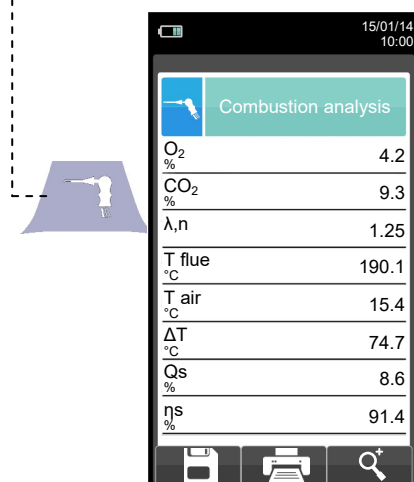 15/01/14
10:00
Combustion analysis
O₂
% 4.2
CO₂
% 9.3
λ,n 1.25
T flue
°C 190.1
T air
°C 15.4
ΔT
°C 74.7
Qs
% 8.6
ηs
% 91.4